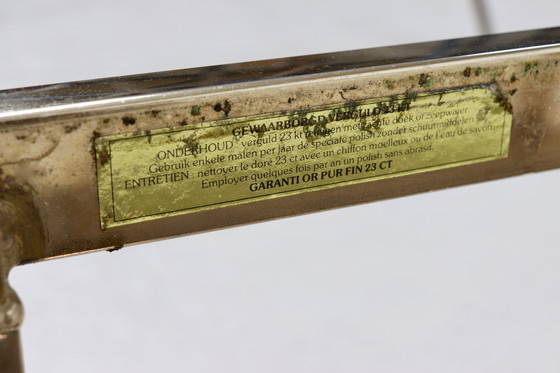 GEWAARBORGD VERGULD 23 KT
ONDERHOUD : verguld 23 kt reinigen met zachte doek of zeepwater.
Gebruik enkele malen per jaar de speciale polish zonder schuurmiddelen.
ENTRETIEN : nettoyer le doré 23 ct avec un chiffon moelleux ou de l'eau de savon.
Employer quelques fois par an un polish sans abrasif.
GARANTI OR PUR FIN 23 CT